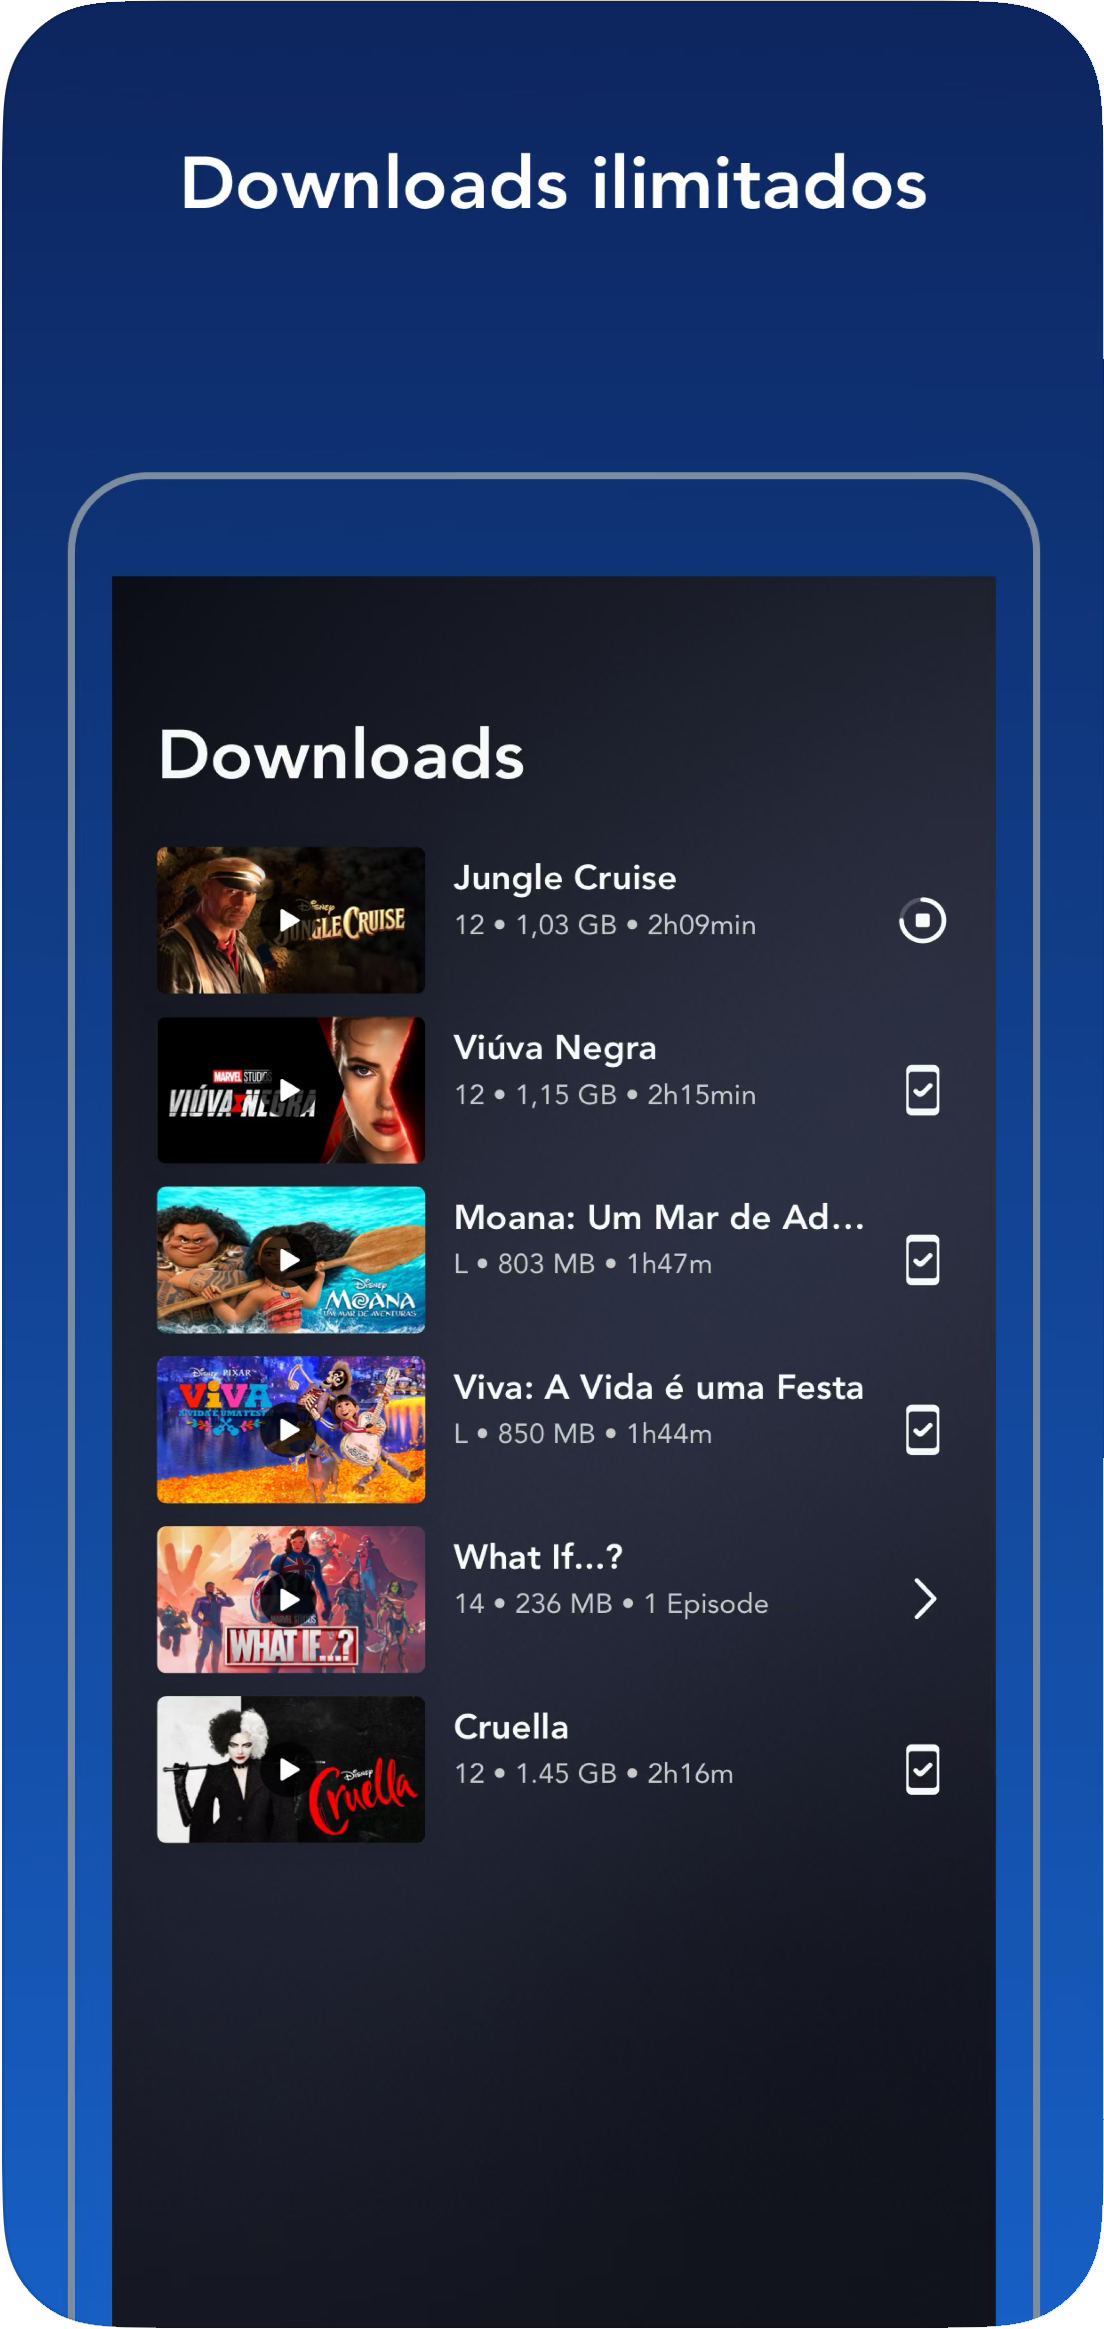 Downloads ilimitados
Downloads
Disney
JUNGLE CRUISE
Jungle Cruise
12 • 1,03 GB • 2h09min
MARVEL STUDIOS
VIÚVA NEGRA
Viúva Negra
12 • 1,15 GB • 2h15min
Disney
MOANA
UM MAR DE AVENTURAS
Moana: Um Mar de Ad...
L • 803 MB • 1h47m
Disney PIXAR
VIVA
A VIDA É UMA FESTA
Viva: A Vida é uma Festa
L • 850 MB • 1h44m
MARVEL STUDIOS
WHAT IF...?
What If...?
14 • 236 MB • 1 Episode
Disney
Cruella
Cruella
12 • 1.45 GB • 2h16m